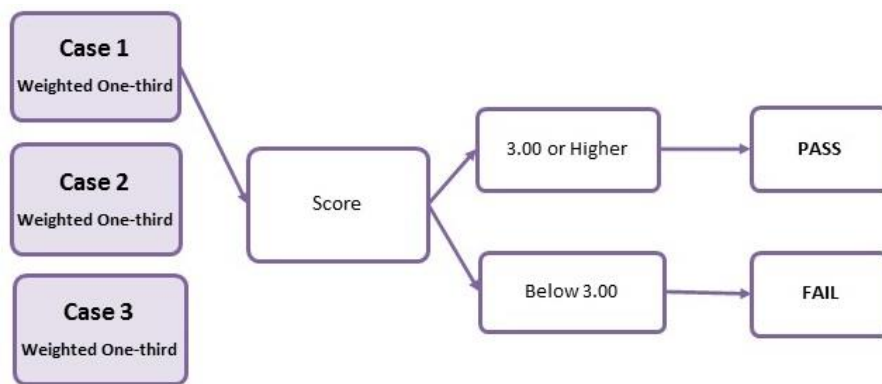 Case 1
Weighted One-third
Case 2
Weighted One-third
Case 3
Weighted One-third
Score
3.00 or Higher
PASS
Below 3.00
FAIL